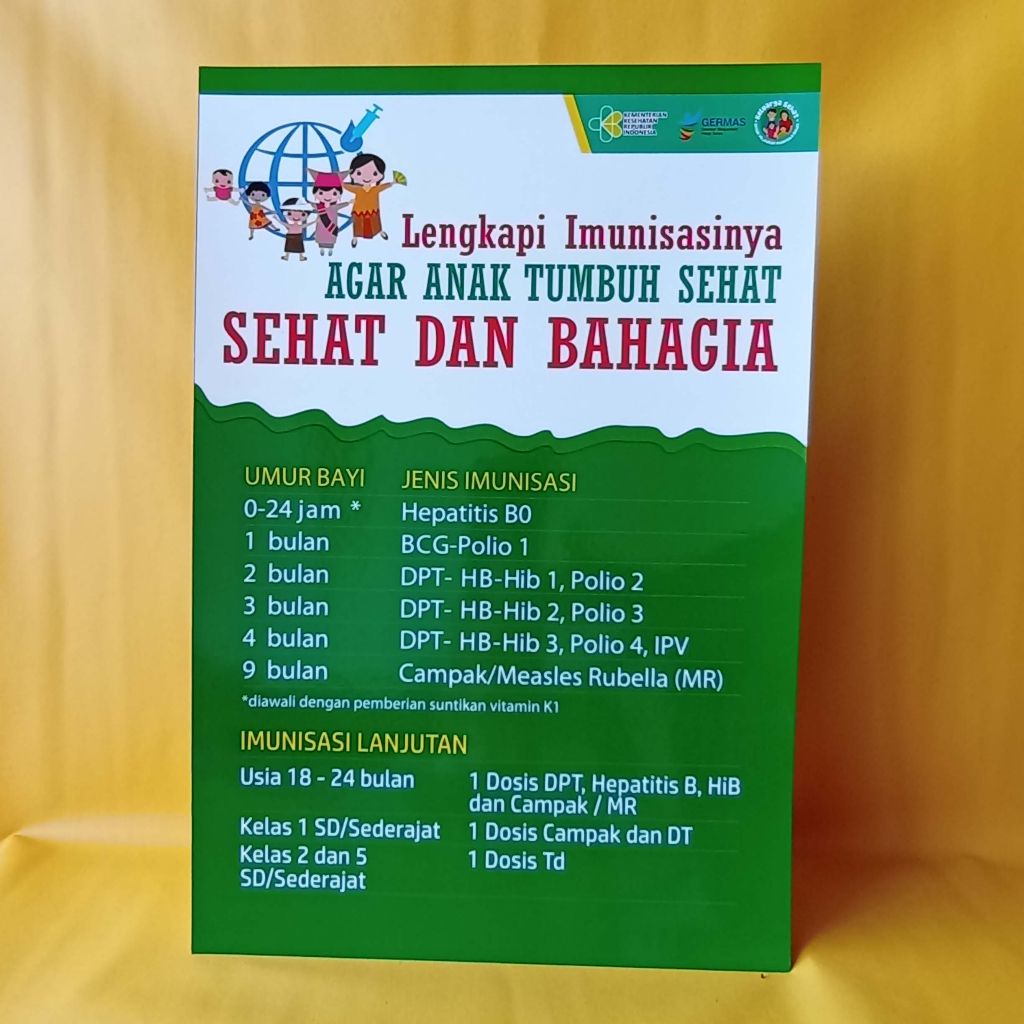 KEMENTERIAN
KESEHATAN
REPUBLIK
INDONESIA
GERMAS
Keluarga Sehat
Lengkapi Imunisasinya
AGAR ANAK TUMBUH SEHAT
SEHAT DAN BAHAGIA
UMUR BAYI JENIS IMUNISASI
0-24 jam * Hepatitis B0
1 bulan BCG-Polio 1
2 bulan DPT- HB-Hib 1, Polio 2
3 bulan DPT- HB-Hib 2, Polio 3
4 bulan DPT- HB-Hib 3, Polio 4, IPV
9 bulan Campak/Measles Rubella (MR)
*diawali dengan pemberian suntikan vitamin K1
IMUNISASI LANJUTAN
Usia 18 - 24 bulan 1 Dosis DPT, Hepatitis B, HiB
dan Campak / MR
Kelas 1 SD/Sederajat 1 Dosis Campak dan DT
Kelas 2 dan 5 1 Dosis Td
SD/Sederajat